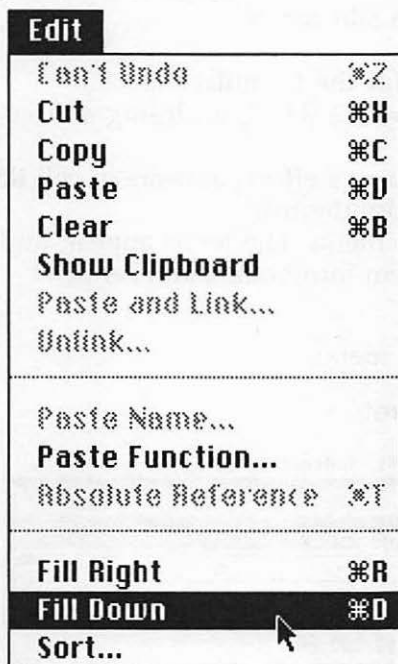 Edit
Can't Undo ⌘Z
Cut ⌘X
Copy ⌘C
Paste ⌘V
Clear ⌘B
Show Clipboard
Paste and Link...
Unlink...
Paste Name...
Paste Function...
Absolute Reference ⌘T
Fill Right ⌘R
Fill Down ⌘D
Sort...